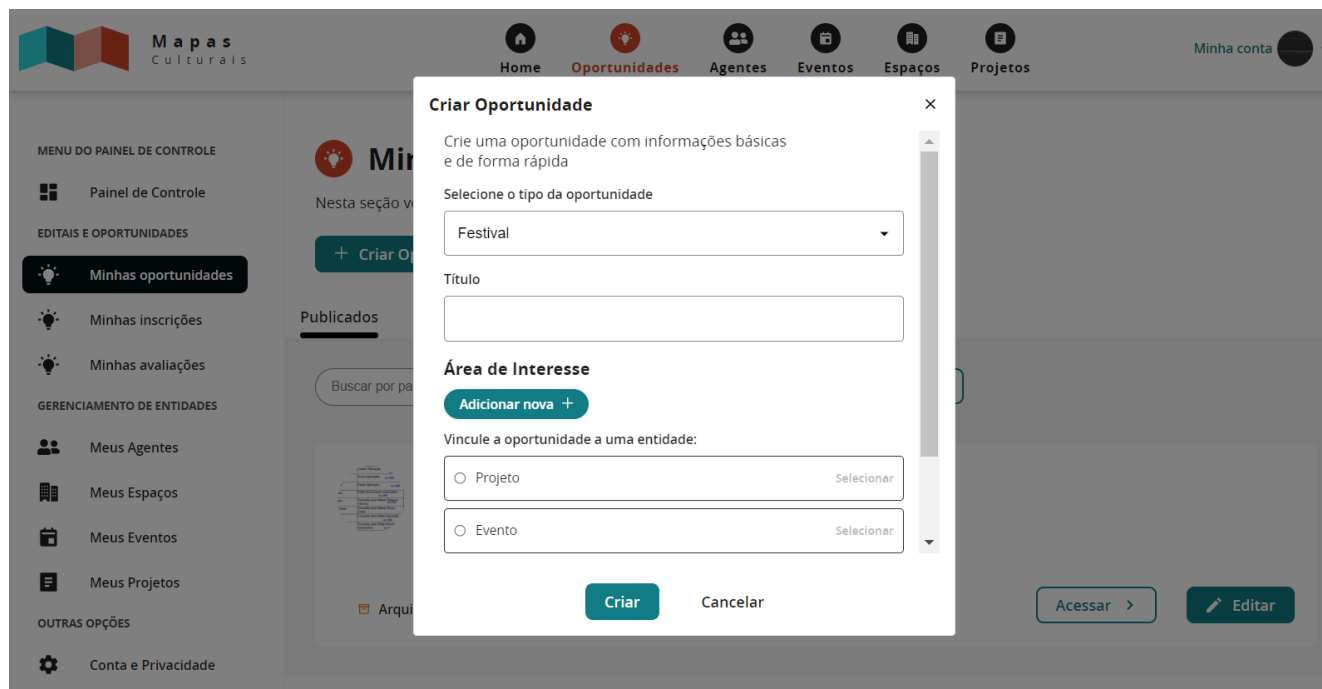 Mapas
Culturais
Home
Oportunidades
Agentes
Eventos
Espaços
Projetos
Minha conta
MENU DO PAINEL DE CONTROLE
Painel de Controle
EDITAIS E OPORTUNIDADES
Minhas oportunidades
Minhas inscrições
Minhas avaliações
GERENCIAMENTO DE ENTIDADES
Meus Agentes
Meus Espaços
Meus Eventos
Meus Projetos
OUTRAS OPÇÕES
Conta e Privacidade
Nesta seção
+ Criar
Publicados
Buscar por
Criar Oportunidade
×
Crie uma oportunidade com informações básicas
e de forma rápida
Selecione o tipo da oportunidade
Festival
Título
Área de Interesse
Adicionar nova +
Vincule a oportunidade a uma entidade:
Projeto Selecionar
Evento Selecionar
Criar Cancelar
Acessar >
Editar